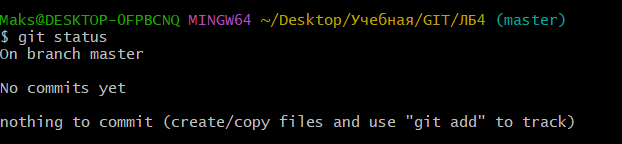 Maks@DESKTOP-OFPBCNQ MINGW64 ~/Desktop/Учебная/GIT/ЛБ4 (master)
$ git status
On branch master
No commits yet
nothing to commit (create/copy files and use "git add" to track)